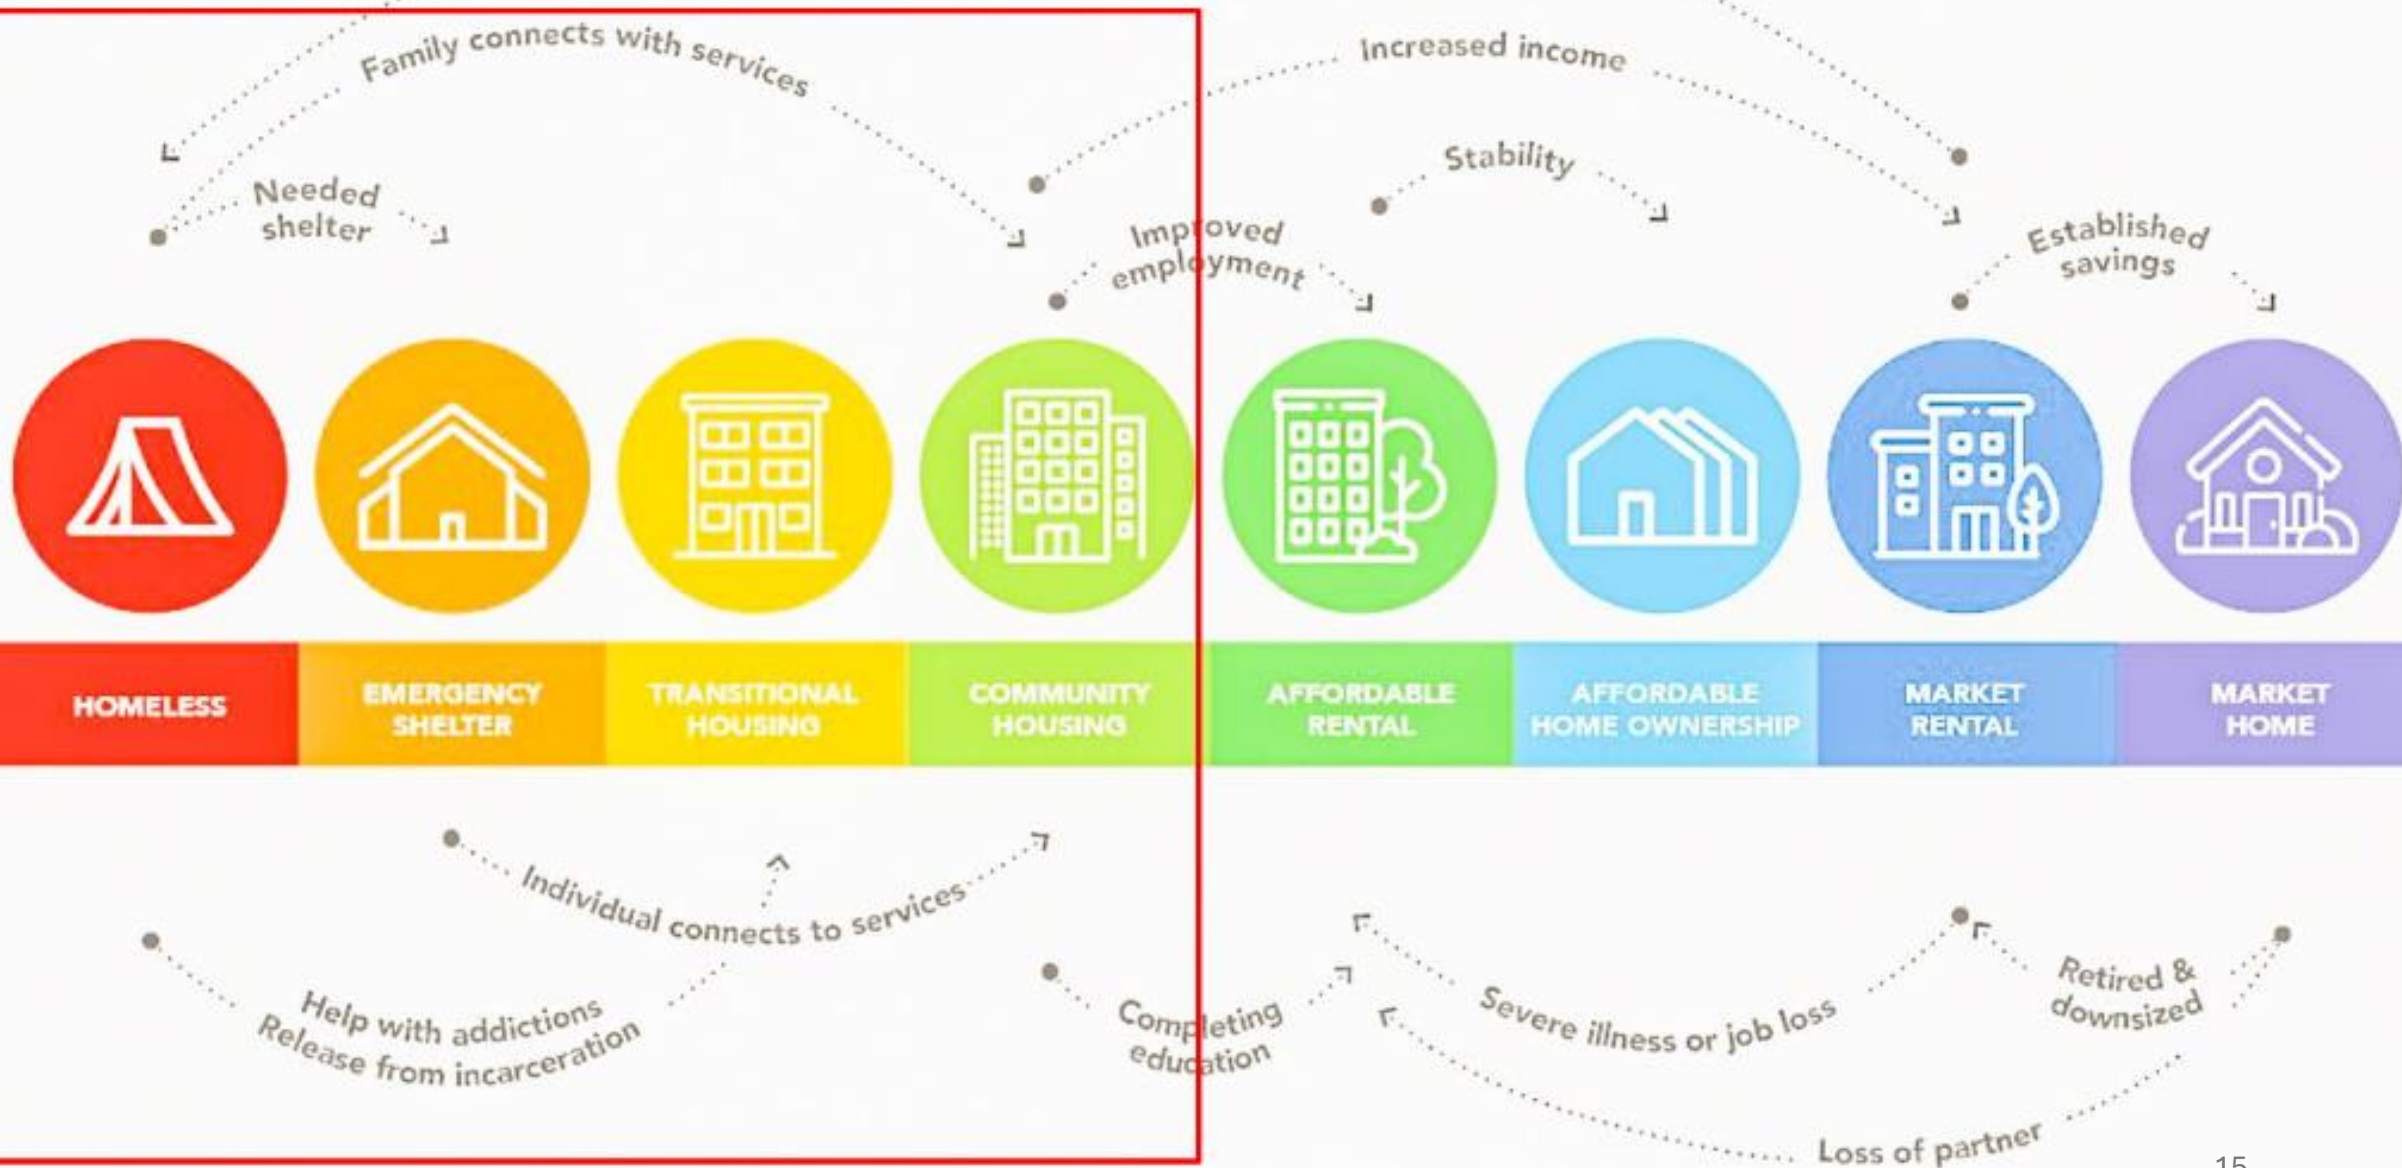 Family connects with services
Increased income
Stability
Needed
shelter
Improved
employment
Established
savings
HOMELESS
EMERGENCY
SHELTER
TRANSITIONAL
HOUSING
COMMUNITY
HOUSING
AFFORDABLE
RENTAL
AFFORDABLE
HOME OWNERSHIP
MARKET
RENTAL
MARKET
HOME
Individual connects to services
Help with addictions
Release from incarceration
Completing
education
Severe illness or job loss
Retired &
downsized
Loss of partner
15